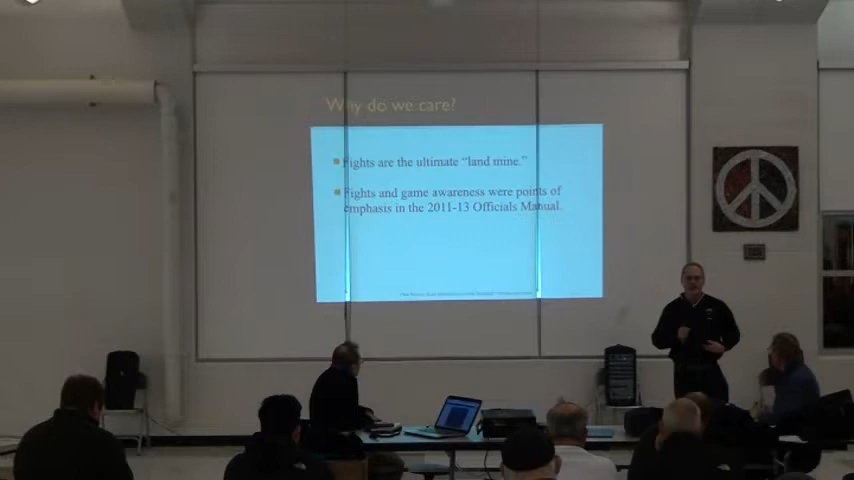 Why do we care?
Fights are the ultimate “land mine.”
Fights and game awareness were points of
emphasis in the 2011-13 Officials Manual.